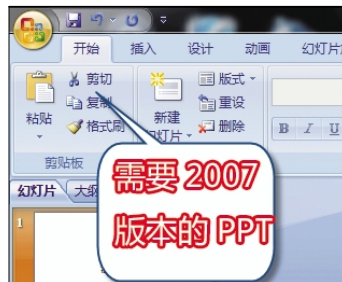 开始 插入 设计 动画 幻灯片
剪切 版式
复制 重设
粘贴 格式刷 新建 删除
幻灯片
B I U
剪贴板
幻灯片 大纲
需要 2007
版本的 PPT
1